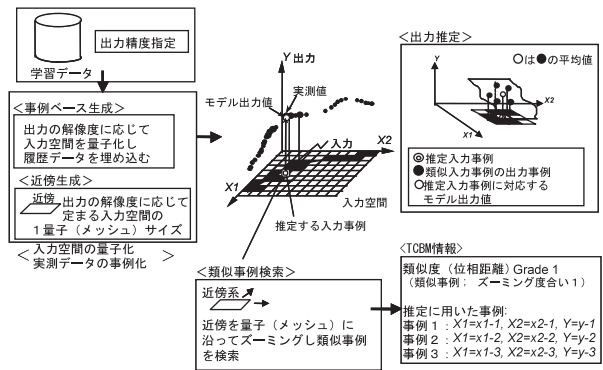 出力精度指定
学習データ
<事例ベース生成>
出力の解像度に応じて
入力空間を量子化し
履歴データを埋め込む
<近傍生成>
近傍
出力の解像度に応じて
定まる入力空間の
1量子（メッシュ）サイズ
入力空間の量子化
実測データの事例化
Y 出力
実測値
モデル出力値
X2
入力
X1
入力空間
推定する入力事例
<類似事例検索>
近傍系
近傍を量子（メッシュ）に
沿ってズーミングし類似事例
を検索
<出力推定>
○は●の平均値
Y
X2
X1
◎推定入力事例
●類似入力事例の出力事例
○推定入力事例に対応する
モデル出力値
<TCBM情報>
類似度（位相距離）Grade 1
（類似事例； ズーミング度合い１）
推定に用いた事例:
事例１：X1=x1-1, X2=x2-1, Y=y-1
事例２：X1=x1-2, X2=x2-2, Y=y-2
事例３：X1=x1-3, X2=x2-3, Y=y-3